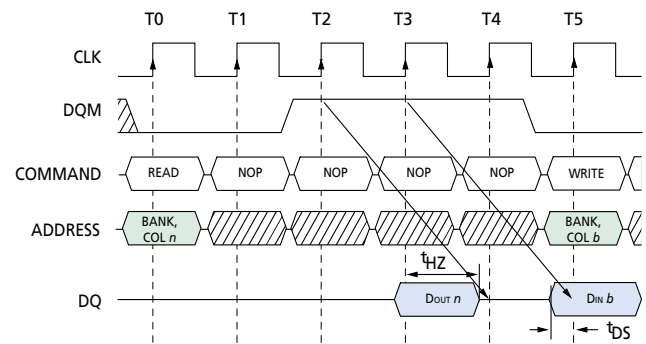 T0 T1 T2 T3 T4 T5
CLK
DQM
COMMAND READ NOP NOP NOP NOP WRITE
ADDRESS BANK, COL n BANK, COL b
tHZ
DQ DOUT n DIN b
tDS